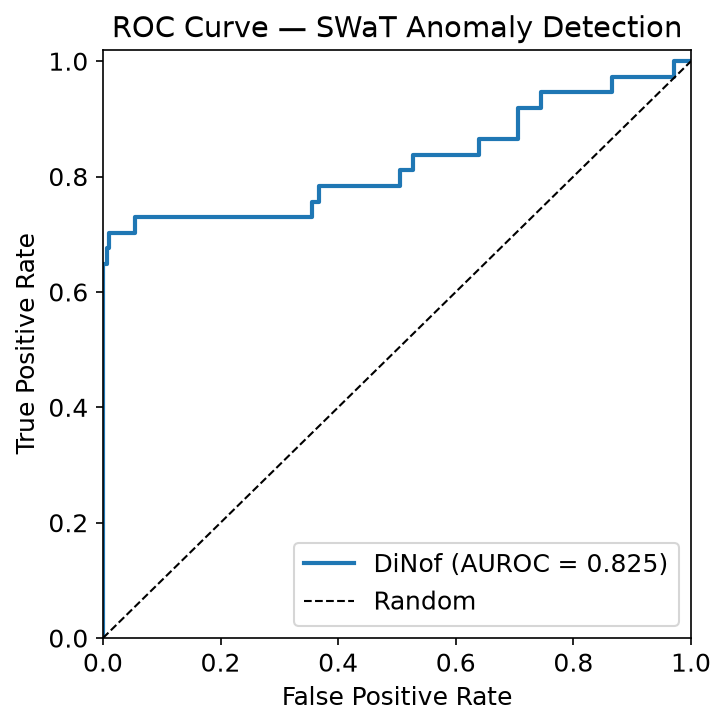 ROC Curve — SWaT Anomaly Detection
1.0
0.8
0.6
0.4
0.2
0.0
True Positive Rate
0.0 0.2 0.4 0.6 0.8 1.0
False Positive Rate
DiNof (AUROC = 0.825)
Random